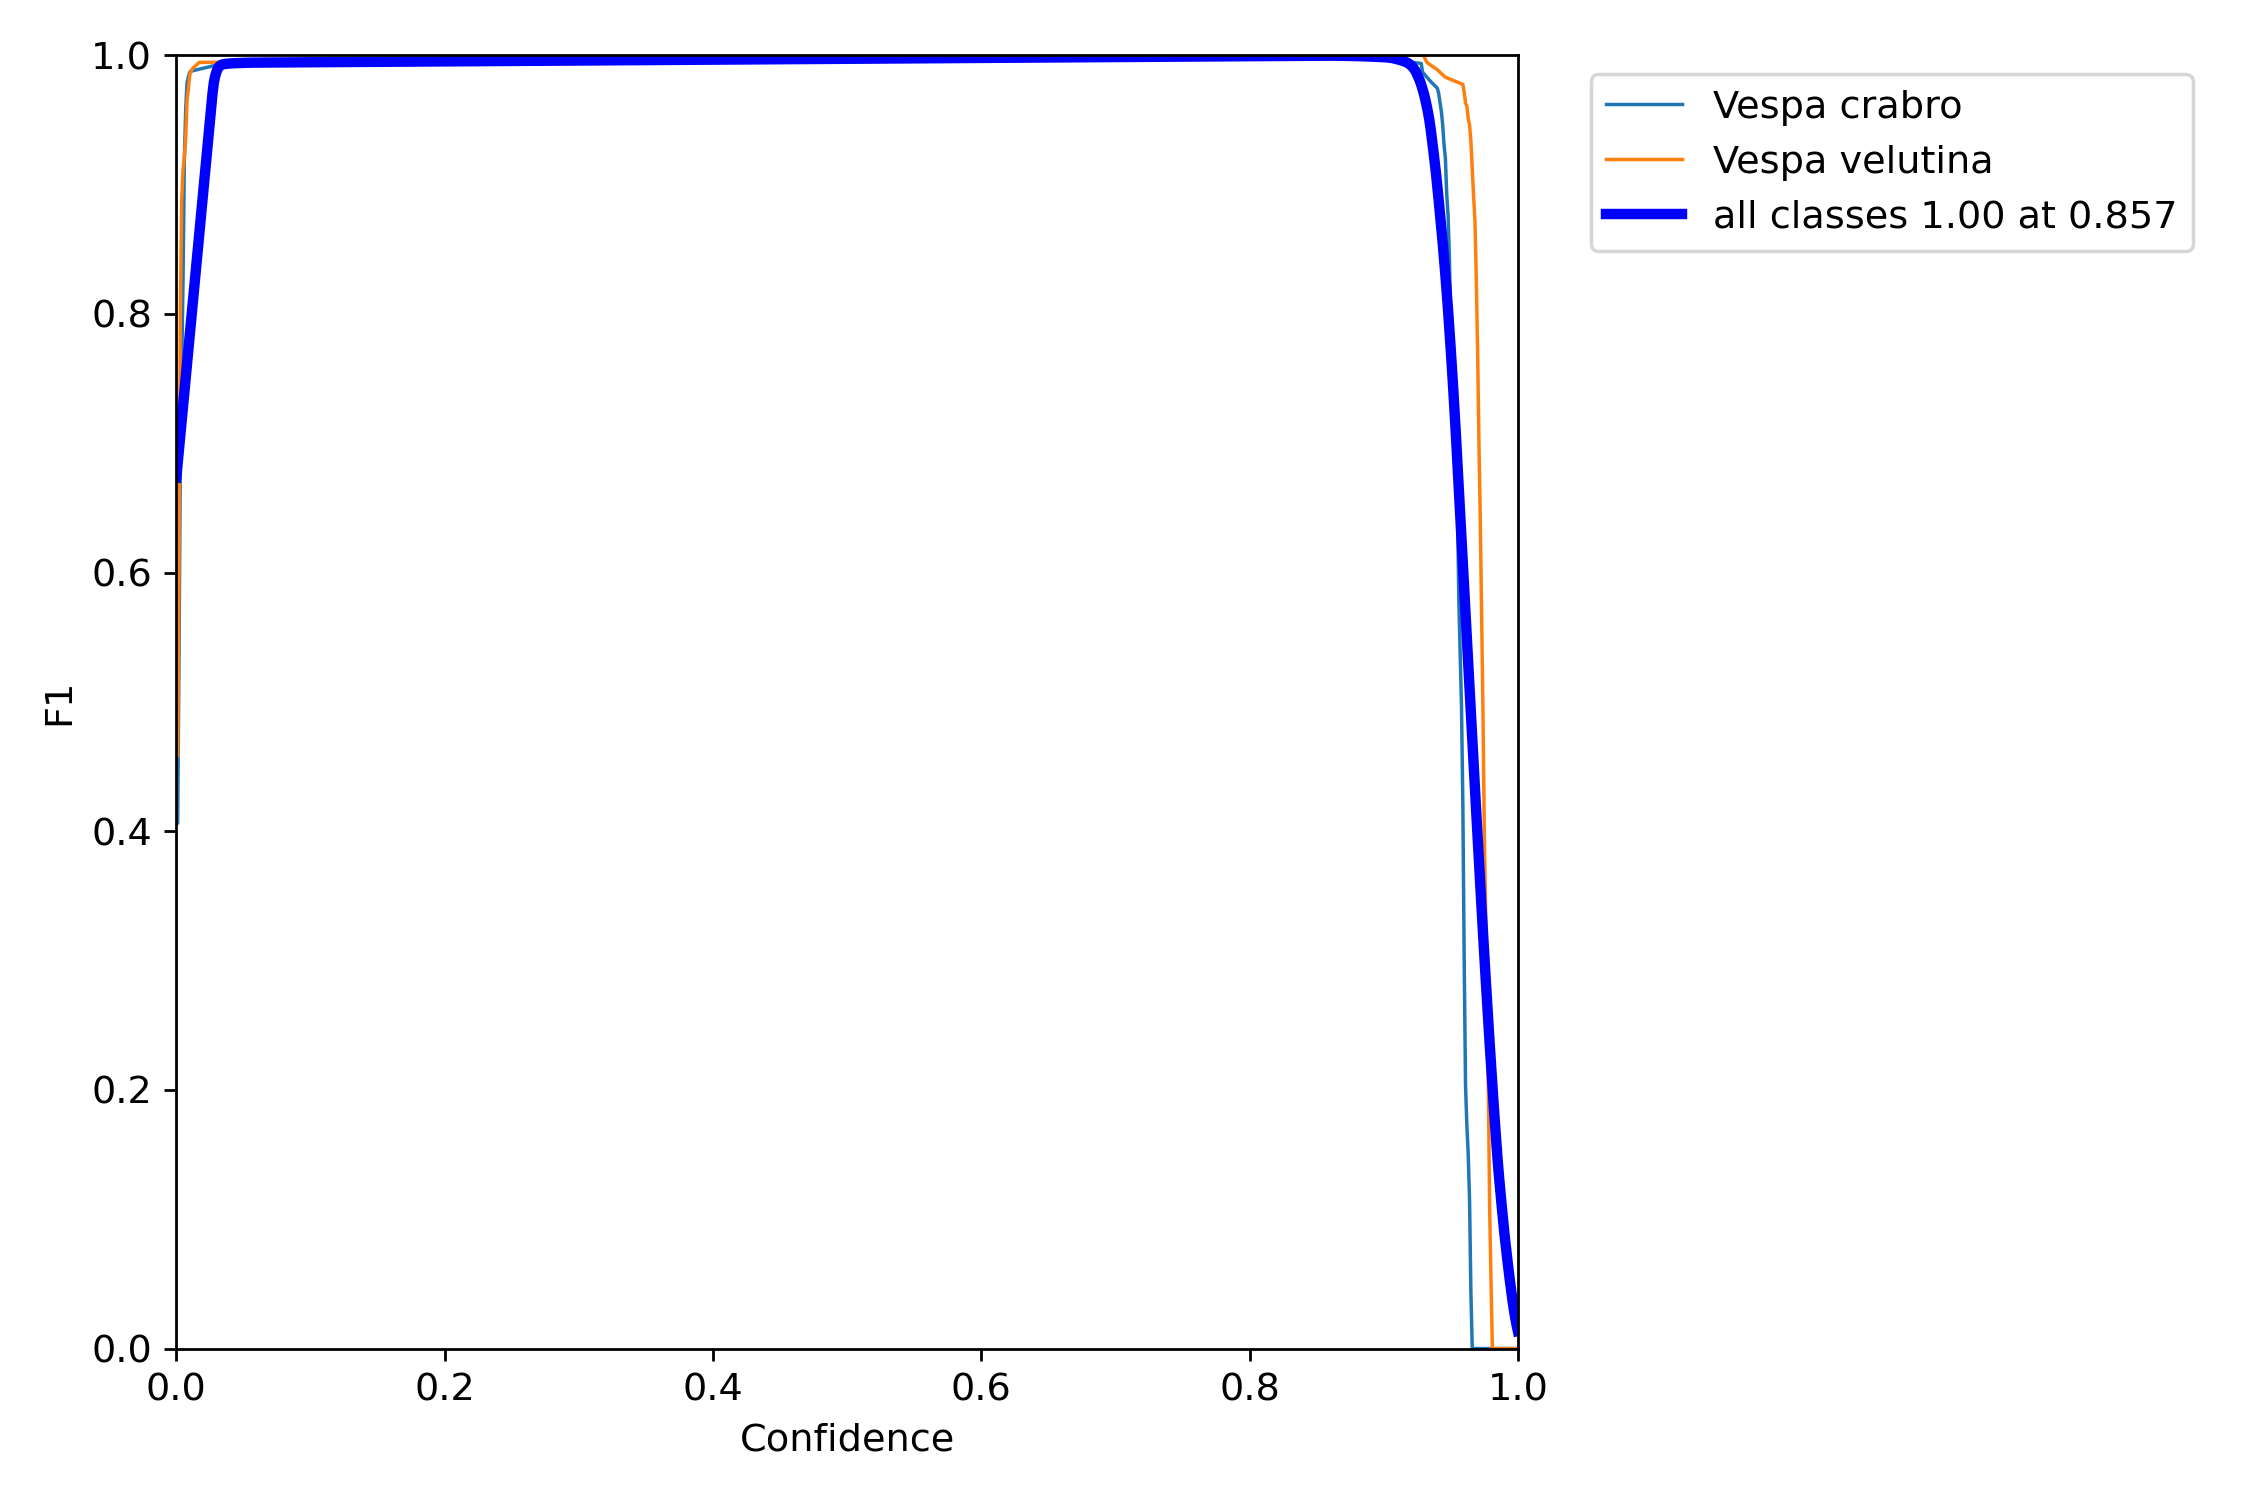 1.0
0.8
0.6
0.4
0.2
0.0
F1
0.0 0.2 0.4 0.6 0.8 1.0
Confidence
Vespa crabro
Vespa velutina
all classes 1.00 at 0.857